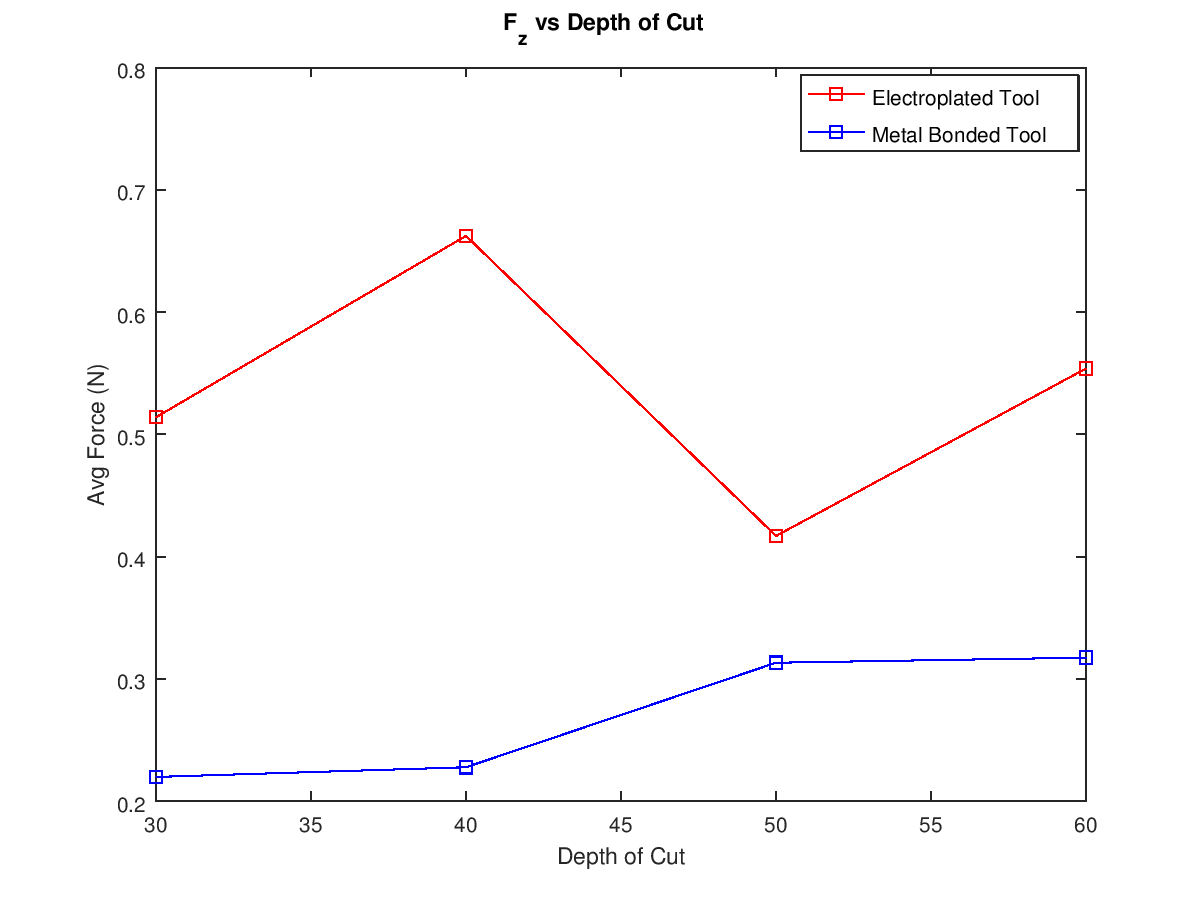 F_z vs Depth of Cut
0.8
0.7
0.6
0.5
0.4
0.3
0.2
Avg Force (N)
Electroplated Tool
Metal Bonded Tool
30 35 40 45 50 55 60
Depth of Cut